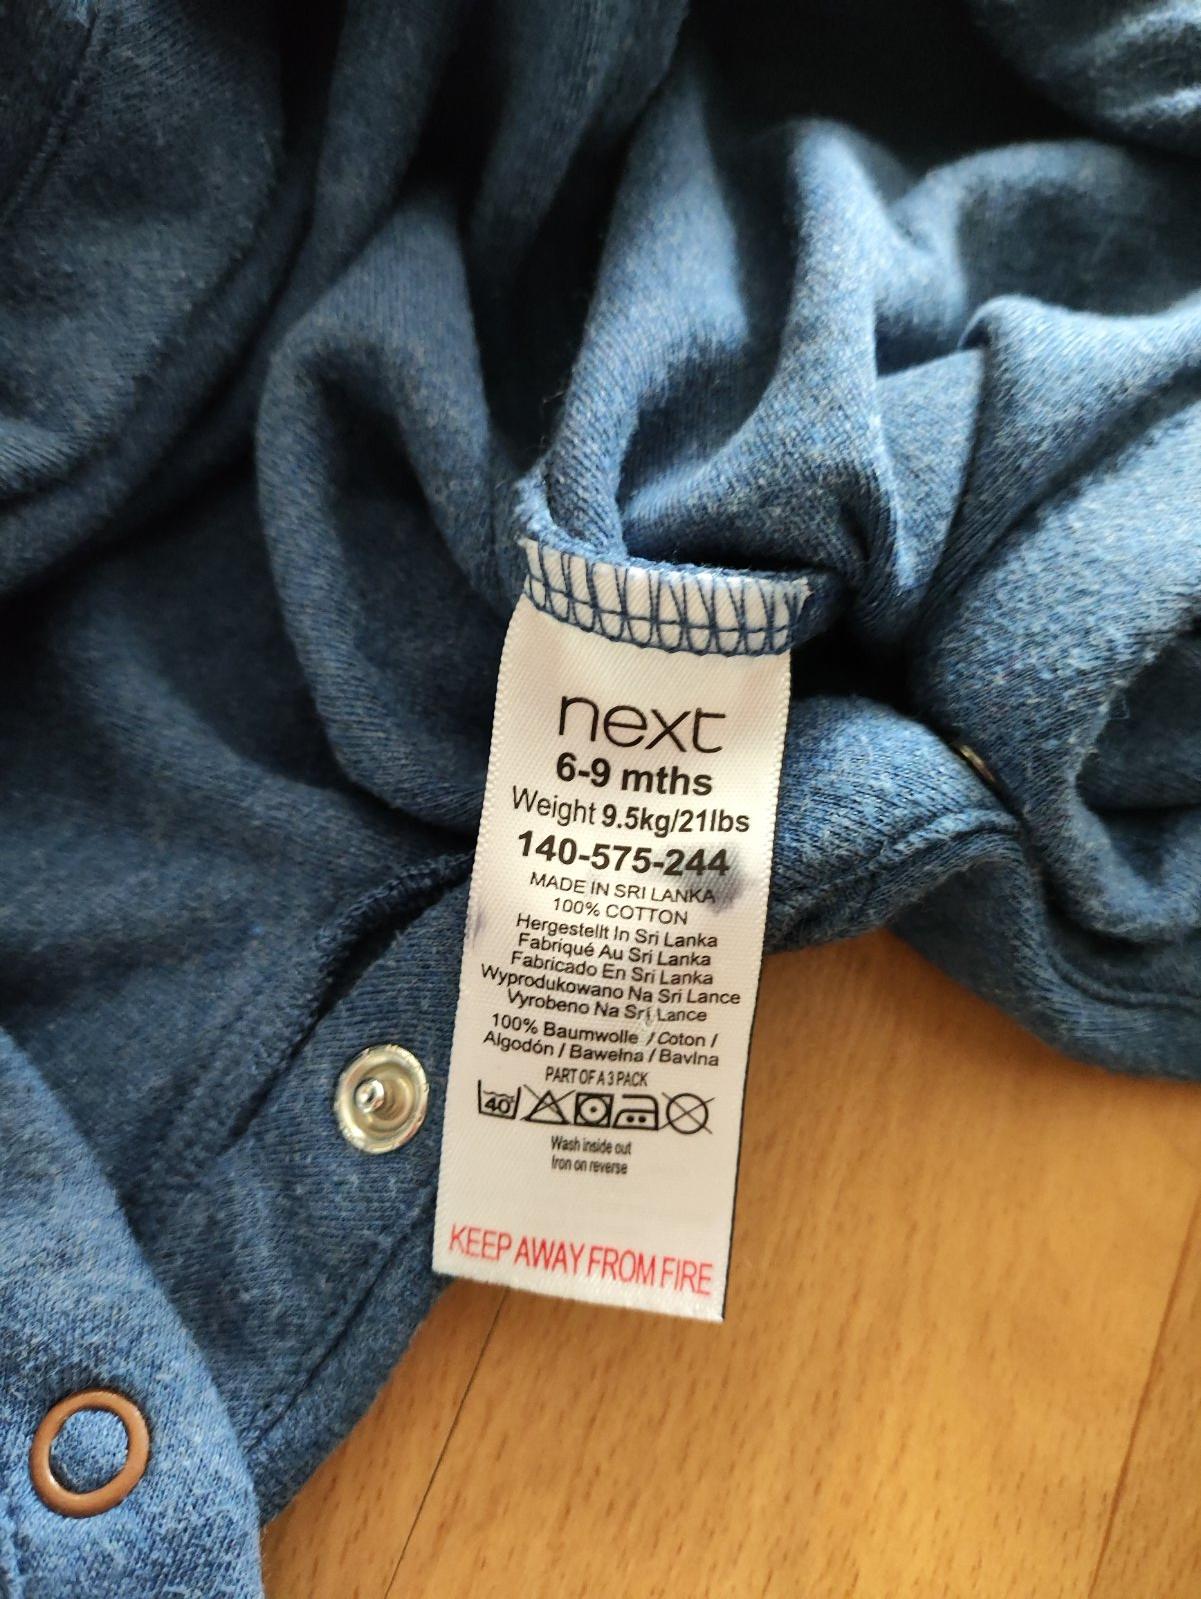 next
6-9 mths
Weight 9.5kg/21lbs
140-575-244
MADE IN SRI LANKA
100% COTTON
Hergestellt In Sri Lanka
Fabriqué Au Sri Lanka
Fabricado En Sri Lanka
Wyprodukowano Na Sri Lance
Vyrobeno Na Srí Lance
100% Baumwolle / Coton /
Algodón / Bawełna / Bavlna
PART OF A 3 PACK
40
Wash inside out
Iron on reverse
KEEP AWAY FROM FIRE